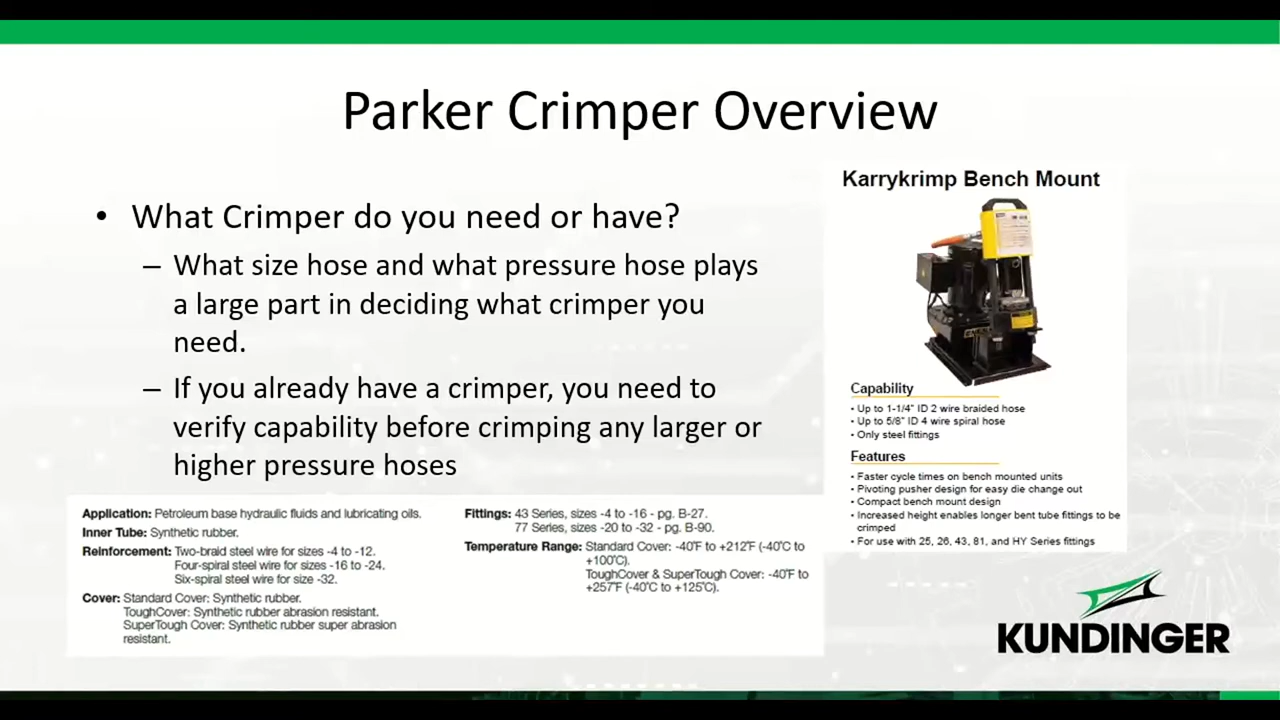 Parker Crimper Overview
• What Crimper do you need or have?
– What size hose and what pressure hose plays
a large part in deciding what crimper you
need.
– If you already have a crimper, you need to
verify capability before crimping any larger or
higher pressure hoses
Karrykrimp Bench Mount
Capability
• Up to 1-1/4" ID 2 wire braided hose
• Up to 5/8" ID 4 wire spiral hose
• Only steel fittings
Features
• Faster cycle times on bench mounted units
• Pivoting pusher design for easy die change out
• Compact bench mount design
• Increased height enables longer bent tube fittings to be
crimped
• For use with 25, 26, 43, 81, and HY Series fittings
Application: Petroleum base hydraulic fluids and lubricating oils.
Inner Tube: Synthetic rubber.
Reinforcement: Two-braid steel wire for sizes -4 to -12.
Four-spiral steel wire for sizes -16 to -24.
Six-spiral steel wire for size -32.
Cover: Standard Cover: Synthetic rubber.
ToughCover: Synthetic rubber abrasion resistant.
SuperTough Cover: Synthetic rubber super abrasion
resistant.
Fittings: 43 Series, sizes -4 to -16 - pg. B-27.
77 Series, sizes -20 to -32 - pg. B-90.
Temperature Range: Standard Cover: -40°F to +212°F (-40°C to
+100°C).
ToughCover & SuperTough Cover: -40°F to
+257°F (-40°C to +125°C).
KUNDINGER